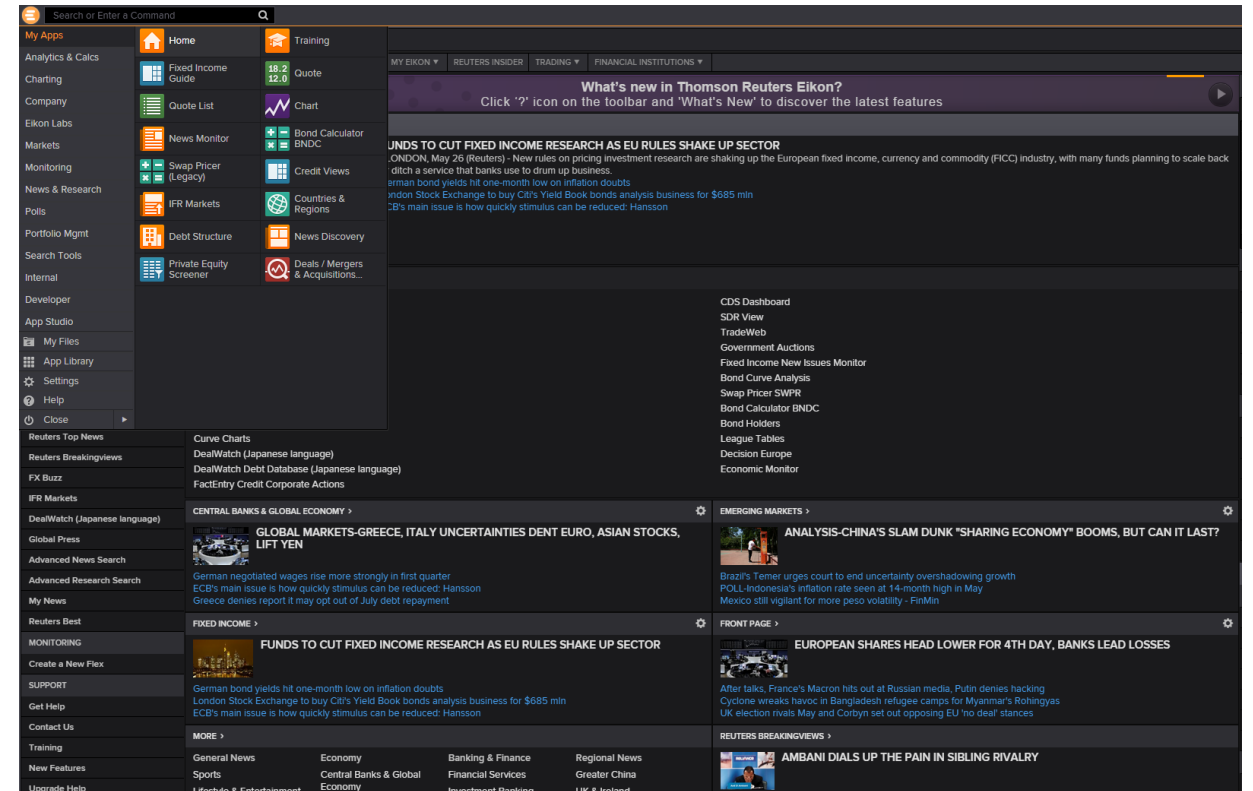 Search or Enter a Command
My Apps
Analytics & Calcs
Charting
Company
Eikon Labs
Markets
Monitoring
News & Research
Polls
Portfolio Mgmt
Search Tools
Internal
Developer
App Studio
My Files
App Library
Settings
Help
Close
Home
Training
Fixed Income
Guide
18.2
12.0
Quote
Quote List
Chart
News Monitor
Bond Calculator
BNDC
Swap Pricer
(Legacy)
Credit Views
IFR Markets
Countries &
Regions
Debt Structure
News Discovery
Private Equity
Screener
Deals / Mergers
& Acquisitions...
MY EIKON
REUTERS INSIDER
TRADING
FINANCIAL INSTITUTIONS
What's new in Thomson Reuters Eikon?
Click '?' icon on the toolbar and 'What's New' to discover the latest features
UNDS TO CUT FIXED INCOME RESEARCH AS EU RULES SHAKE UP SECTOR
LONDON, May 26 (Reuters) - New rules on pricing investment research are shaking up the European fixed income, currency and commodity (FICC) industry, with many funds planning to scale back
ditch a service that banks use to drum up business.
erman bond yields hit one-month low on inflation doubts
ondon Stock Exchange to buy Citi's Yield Book bonds analysis business for $685 mln
CB's main issue is how quickly stimulus can be reduced: Hansson
CDS Dashboard
SDR View
TradeWeb
Government Auctions
Fixed Income New Issues Monitor
Bond Curve Analysis
Swap Pricer SWPR
Bond Calculator BNDC
Bond Holders
League Tables
Decision Europe
Economic Monitor
Curve Charts
DealWatch (Japanese language)
DealWatch Debt Database (Japanese language)
FactEntry Credit Corporate Actions
Reuters Top News
Reuters Breakingviews
FX Buzz
IFR Markets
DealWatch (Japanese language)
Global Press
Advanced News Search
Advanced Research Search
My News
Reuters Best
MONITORING
Create a New Flex
SUPPORT
Get Help
Contact Us
Training
New Features
Upgrade Help
CENTRAL BANKS & GLOBAL ECONOMY >
GLOBAL MARKETS-GREECE, ITALY UNCERTAINTIES DENT EURO, ASIAN STOCKS,
LIFT YEN
German negotiated wages rise more strongly in first quarter
ECB's main issue is how quickly stimulus can be reduced: Hansson
Greece denies report it may opt out of July debt repayment
EMERGING MARKETS >
ANALYSIS-CHINA'S SLAM DUNK "SHARING ECONOMY" BOOMS, BUT CAN IT LAST?
Brazil's Temer urges court to end uncertainty overshadowing growth
POLL-Indonesia's inflation rate seen at 14-month high in May
Mexico still vigilant for more peso volatility - FinMin
FIXED INCOME >
FUNDS TO CUT FIXED INCOME RESEARCH AS EU RULES SHAKE UP SECTOR
German bond yields hit one-month low on inflation doubts
London Stock Exchange to buy Citi's Yield Book bonds analysis business for $685 mln
ECB's main issue is how quickly stimulus can be reduced: Hansson
FRONT PAGE >
EUROPEAN SHARES HEAD LOWER FOR 4TH DAY, BANKS LEAD LOSSES
After talks, France's Macron hits out at Russian media, Putin denies hacking
Cyclone wreaks havoc in Bangladesh refugee camps for Myanmar's Rohingyas
UK election rivals May and Corbyn set out opposing EU 'no deal' stances
MORE >
General News
Economy
Banking & Finance
Regional News
Sports
Central Banks & Global
Economy
Financial Services
Greater China
Lifestyle & Entertainment
Investment Banking
UK & Ireland
REUTERS BREAKINGVIEWS >
AMBANI DIALS UP THE PAIN IN SIBLING RIVALRY